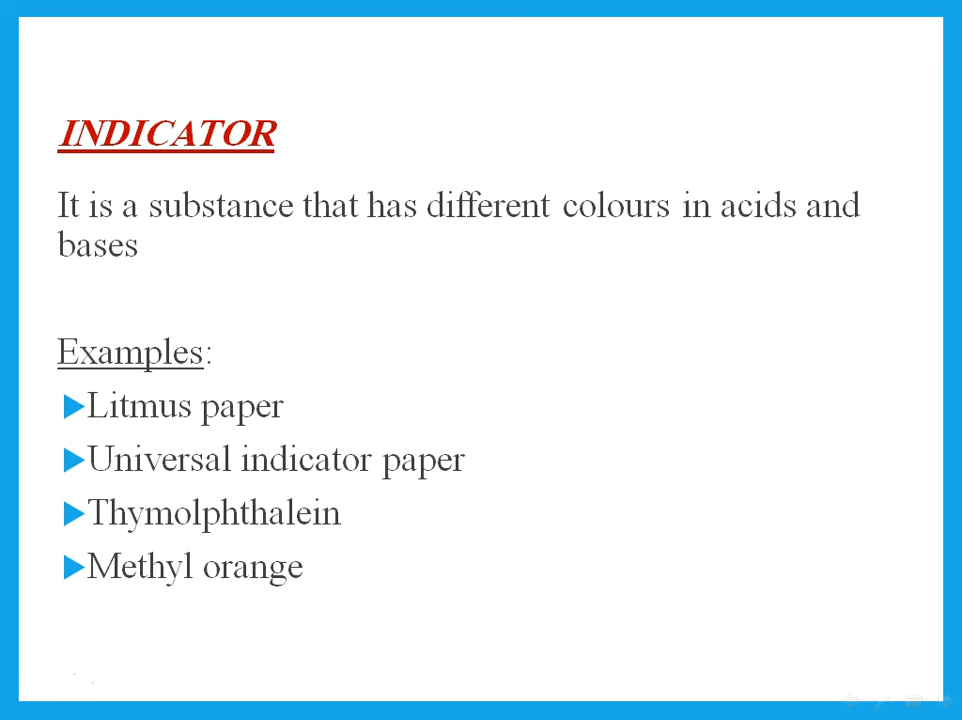 INDICATOR
It is a substance that has different colours in acids and
bases
Examples:
Litmus paper
Universal indicator paper
Thymolphthalein
Methyl orange